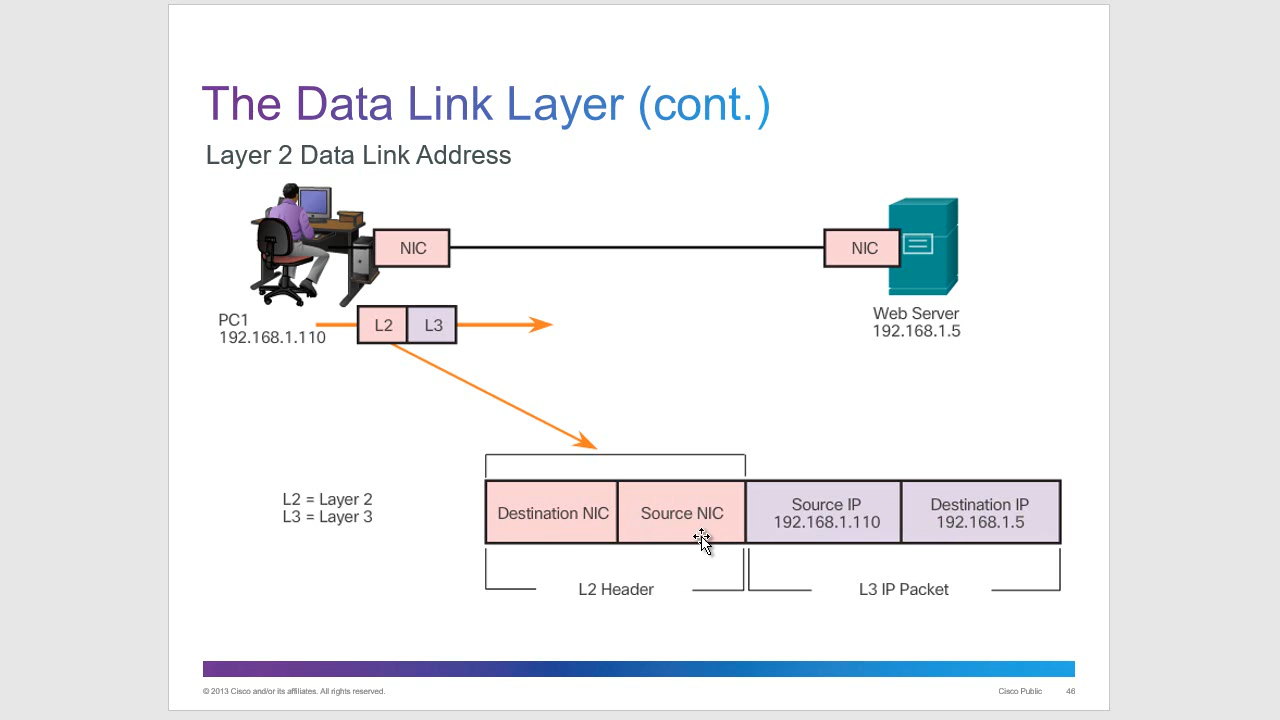 The Data Link Layer (cont.)
Layer 2 Data Link Address
NIC
NIC
PC1
192.168.1.110
L2
L3
Web Server
192.168.1.5
L2 = Layer 2
L3 = Layer 3
Destination NIC
Source NIC
Source IP
192.168.1.110
Destination IP
192.168.1.5
L2 Header
L3 IP Packet
© 2013 Cisco and/or its affiliates. All rights reserved.
Cisco Public
46